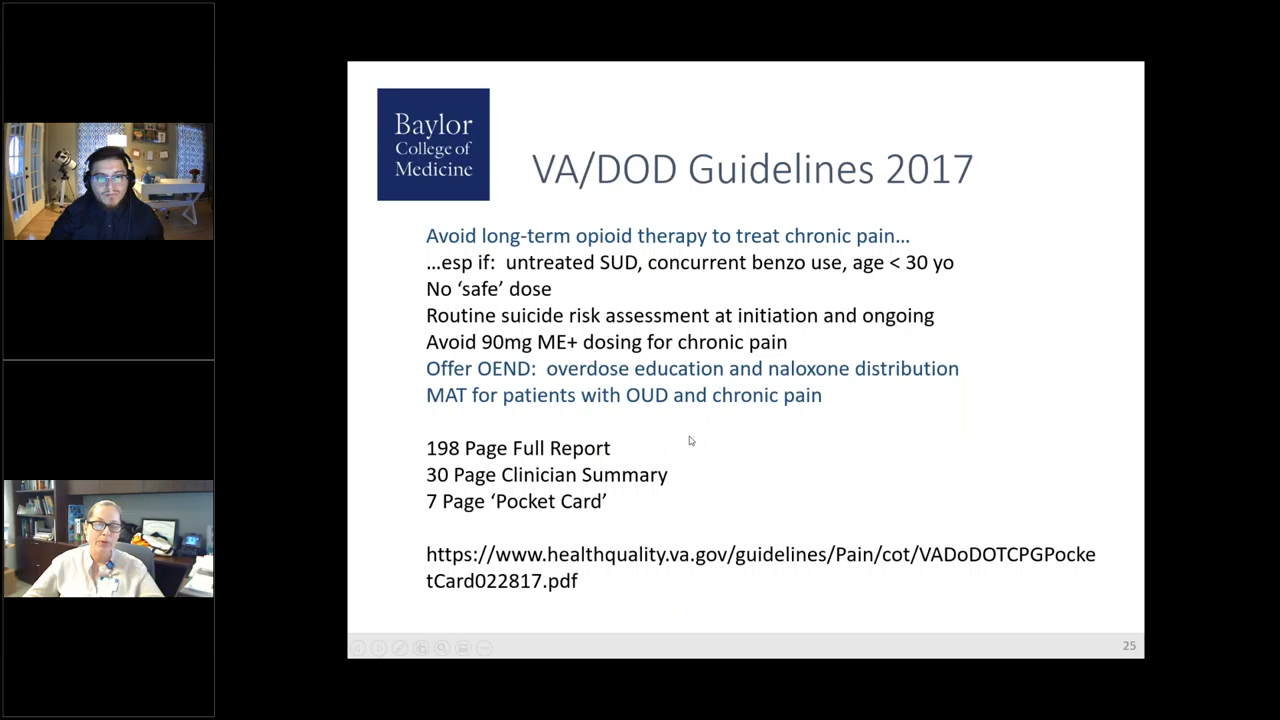 Baylor
College of
Medicine
VA/DOD Guidelines 2017
Avoid long-term opioid therapy to treat chronic pain…
…esp if:  untreated SUD, concurrent benzo use, age < 30 yo
No ‘safe’ dose
Routine suicide risk assessment at initiation and ongoing
Avoid 90mg ME+ dosing for chronic pain
Offer OEND:  overdose education and naloxone distribution
MAT for patients with OUD and chronic pain
198 Page Full Report
30 Page Clinician Summary
7 Page ‘Pocket Card’
https://www.healthquality.va.gov/guidelines/Pain/cot/VADoDOTCPGPocke
tCard022817.pdf
25